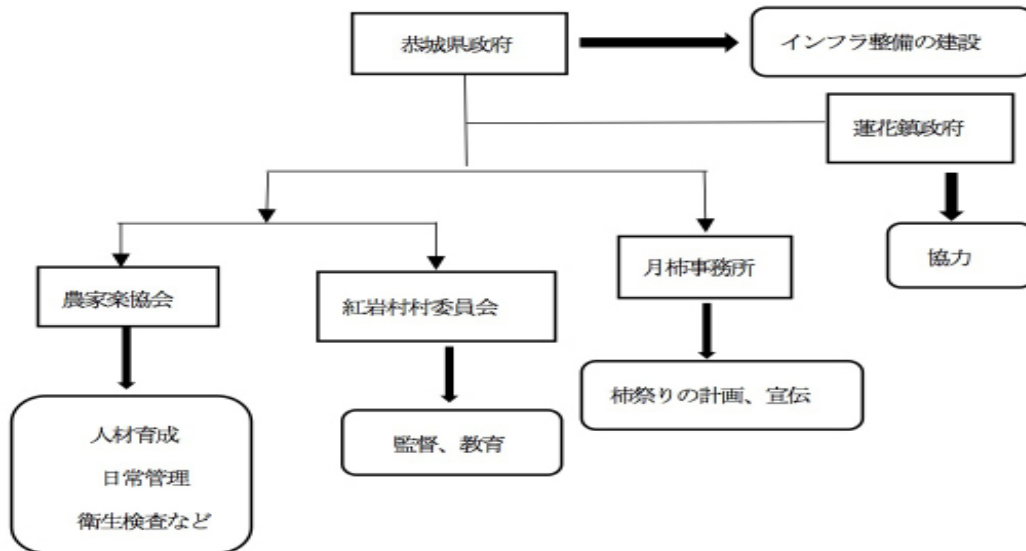 恭城県政府
インフラ整備の建設
蓮花鎮政府
協力
月柿事務所
農家楽協会
紅岩村村委員会
柿祭りの計画、宣伝
人材育成
日常管理
衛生検査など
監督、教育